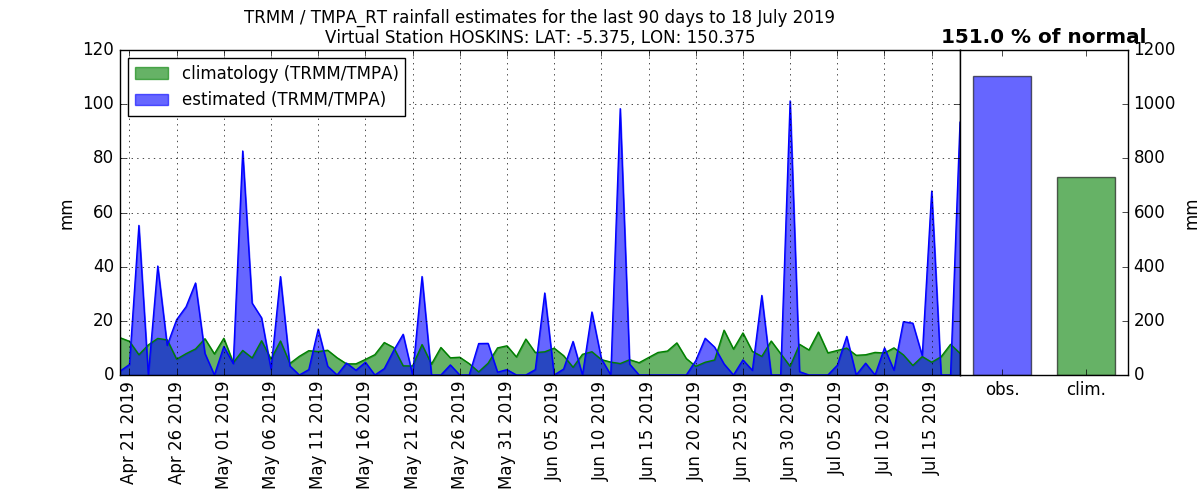 TRMM / TMPA_RT rainfall estimates for the last 90 days to 18 July 2019
Virtual Station HOSKINS: LAT: -5.375, LON: 150.375
151.0 % of normal
climatology (TRMM/TMPA)
estimated (TRMM/TMPA)
120
100
80
60
40
20
0
mm
1200
1000
800
600
400
200
0
mm
Apr 21 2019
Apr 26 2019
May 01 2019
May 06 2019
May 11 2019
May 16 2019
May 21 2019
May 26 2019
May 31 2019
Jun 05 2019
Jun 10 2019
Jun 15 2019
Jun 20 2019
Jun 25 2019
Jun 30 2019
Jul 05 2019
Jul 10 2019
Jul 15 2019
obs.
clim.